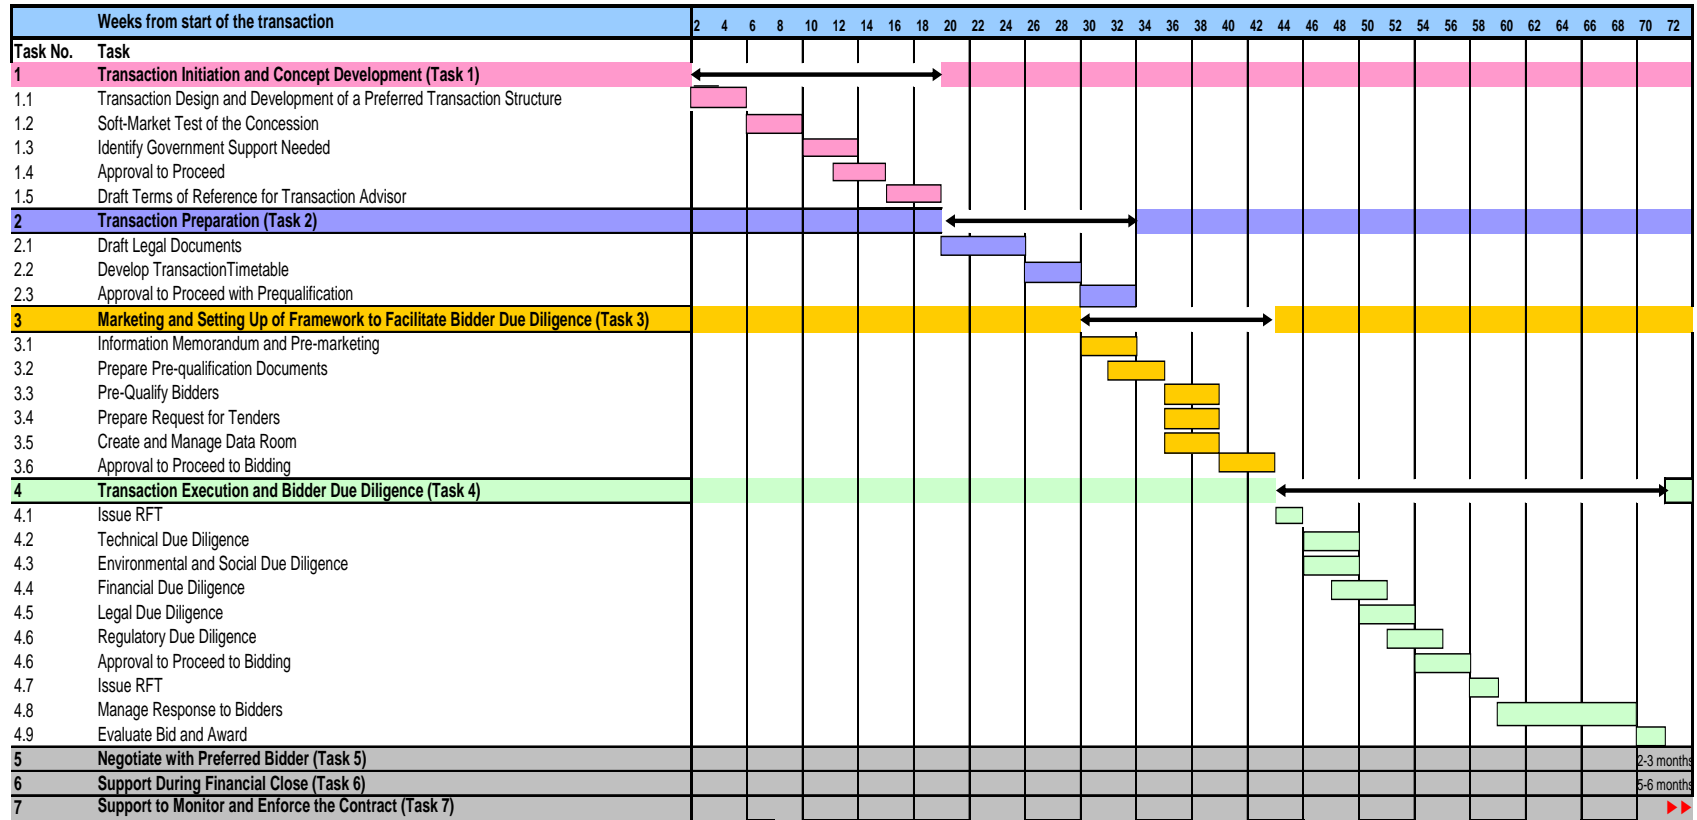 Weeks from start of the transaction 2 4 6 8 10 12 14 16 18 20 22 24 26 28 30 32 34 36 38 40 42 44 46 48 50 52 54 56 58 60 62 64 66 68 70 72
Task No. Task
1 Transaction Initiation and Concept Development (Task 1)
1.1 Transaction Design and Development of a Preferred Transaction Structure
1.2 Soft-Market Test of the Concession
1.3 Identify Government Support Needed
1.4 Approval to Proceed
1.5 Draft Terms of Reference for Transaction Advisor
2 Transaction Preparation (Task 2)
2.1 Draft Legal Documents
2.2 Develop TransactionTimetable
2.3 Approval to Proceed with Prequalification
3 Marketing and Setting Up of Framework to Facilitate Bidder Due Diligence (Task 3)
3.1 Information Memorandum and Pre-marketing
3.2 Prepare Pre-qualification Documents
3.3 Pre-Qualify Bidders
3.4 Prepare Request for Tenders
3.5 Create and Manage Data Room
3.6 Approval to Proceed to Bidding
4 Transaction Execution and Bidder Due Diligence (Task 4)
4.1 Issue RFT
4.2 Technical Due Diligence
4.3 Environmental and Social Due Diligence
4.4 Financial Due Diligence
4.5 Legal Due Diligence
4.6 Regulatory Due Diligence
4.6 Approval to Proceed to Bidding
4.7 Issue RFT
4.8 Manage Response to Bidders
4.9 Evaluate Bid and Award
5 Negotiate with Preferred Bidder (Task 5) 2-3 months
6 Support During Financial Close (Task 6) 5-6 months
7 Support to Monitor and Enforce the Contract (Task 7)